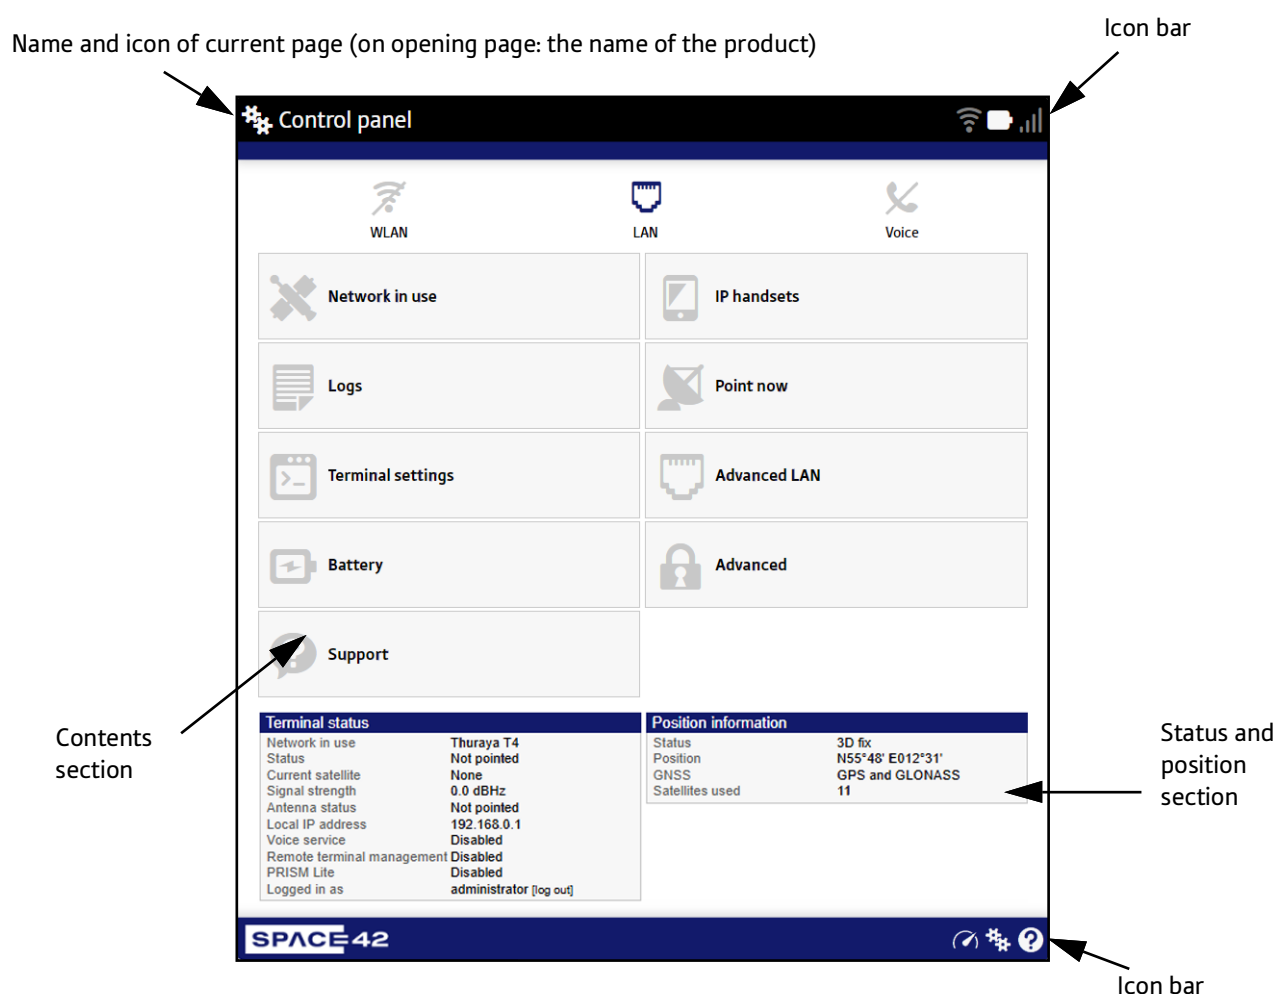 Icon bar
Name and icon of current page (on opening page: the name of the product)
Control panel
WLAN
LAN
Voice
Network in use
IP handsets
Logs
Point now
Terminal settings
Advanced LAN
Battery
Advanced
Support
Contents
section
Terminal status
Network in use Thuraya T4
Status Not pointed
Current satellite None
Signal strength 0.0 dBHz
Antenna status Not pointed
Local IP address 192.168.0.1
Voice service Disabled
Remote terminal management Disabled
PRISM Lite Disabled
Logged in as administrator [log out]
Position information
Status 3D fix
Position N55°48' E012°31'
GNSS GPS and GLONASS
Satellites used 11
Status and
position
section
SPACE42
Icon bar